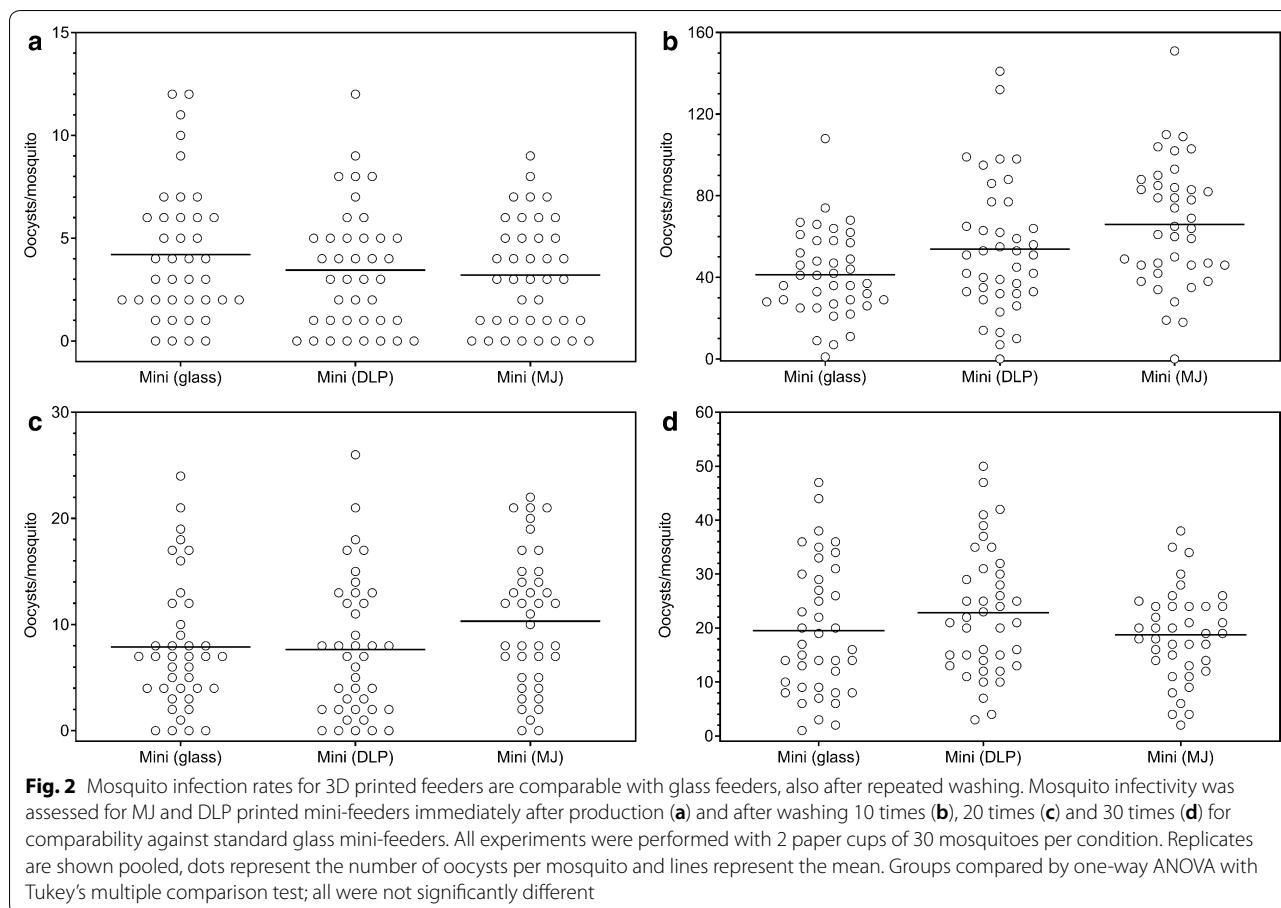 a
15
10
5
0
Oocysts/mosquito
Mini (glass) Mini (DLP) Mini (MJ)
b
160
120
80
40
0
Oocysts/mosquito
Mini (glass) Mini (DLP) Mini (MJ)
c
30
20
10
0
Oocysts/mosquito
Mini (glass) Mini (DLP) Mini (MJ)
d
60
50
40
30
20
10
0
Oocysts/mosquito
Mini (glass) Mini (DLP) Mini (MJ)
Fig. 2 Mosquito infection rates for 3D printed feeders are comparable with glass feeders, also after repeated washing. Mosquito infectivity was
assessed for MJ and DLP printed mini-feeders immediately after production (a) and after washing 10 times (b), 20 times (c) and 30 times (d) for
comparability against standard glass mini-feeders. All experiments were performed with 2 paper cups of 30 mosquitoes per condition. Replicates
are shown pooled, dots represent the number of oocysts per mosquito and lines represent the mean. Groups compared by one-way ANOVA with
Tukey’s multiple comparison test; all were not significantly different